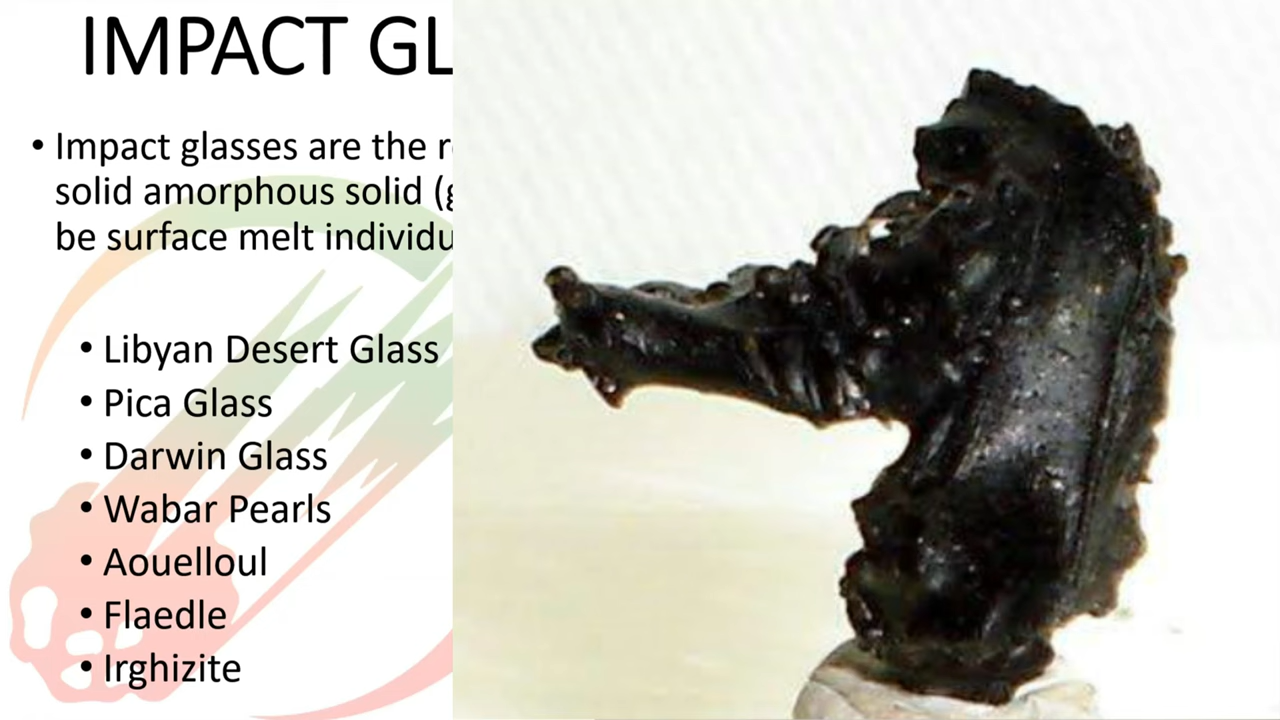 IMPACT GL
• Impact glasses are the r
solid amorphous solid (
be surface melt individu
• Libyan Desert Glass
• Pica Glass
• Darwin Glass
• Wabar Pearls
• Aouelloul
• Flaedle
• Irghizite